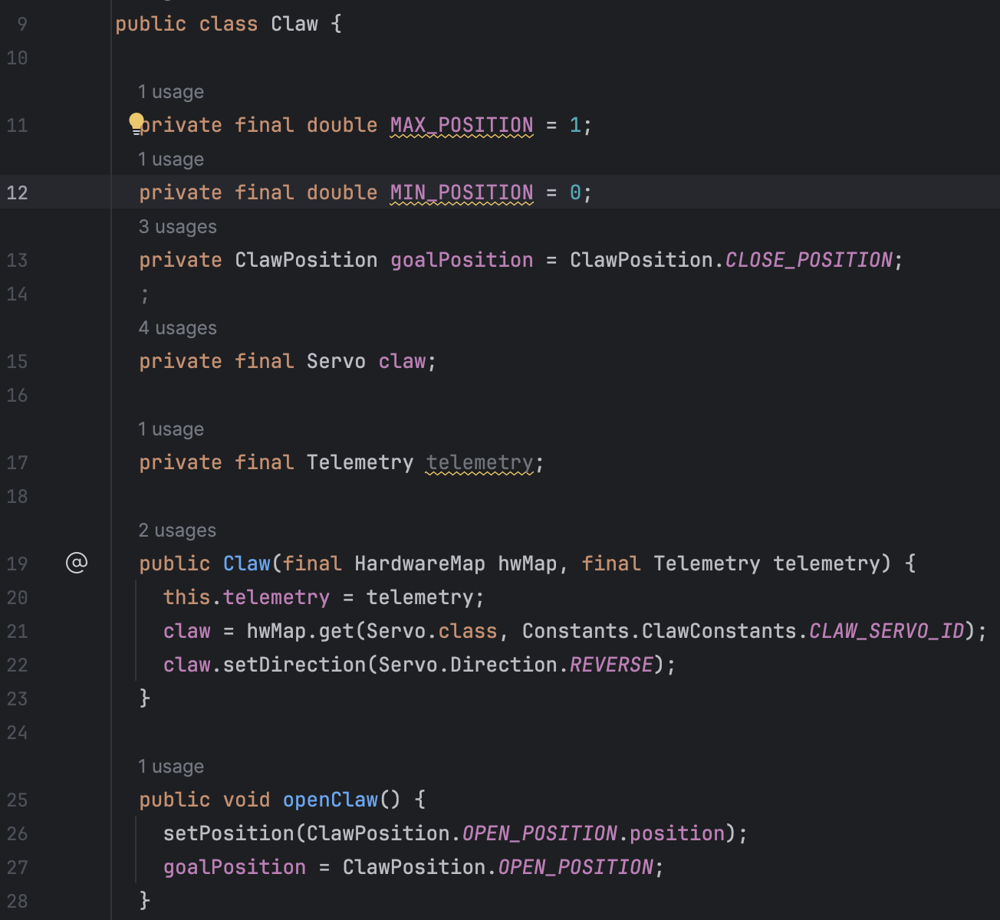 9 public class Claw {
10
1 usage
11 private final double MAX_POSITION = 1;
1 usage
12 private final double MIN_POSITION = 0;
3 usages
13 private ClawPosition goalPosition = ClawPosition.CLOSE_POSITION;
14 ;
4 usages
15 private final Servo claw;
16
1 usage
17 private final Telemetry telemetry;
18
2 usages
19 @ public Claw(final HardwareMap hwMap, final Telemetry telemetry) {
20 this.telemetry = telemetry;
21 claw = hwMap.get(Servo.class, Constants.ClawConstants.CLAW_SERVO_ID);
22 claw.setDirection(Servo.Direction.REVERSE);
23 }
24
1 usage
25 public void openClaw() {
26 setPosition(ClawPosition.OPEN_POSITION.position);
27 goalPosition = ClawPosition.OPEN_POSITION;
28 }